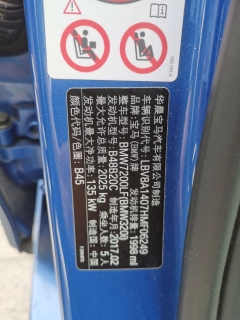 华晨宝马汽车有限公司制造
车辆识别代号: LBV8A1407HMF06249
品牌: 宝马(BMW)牌
整车型号: BMW7200LF(BMW320i)
发动机型号: B48B20C 发动机排量: 1998 ml
最大允许总质量: 2025 kg 制造年月: 2017.02
发动机最大净功率: 135 kW 乘坐人数: 5人
颜色代码/色圈: B45 制造国: 中国